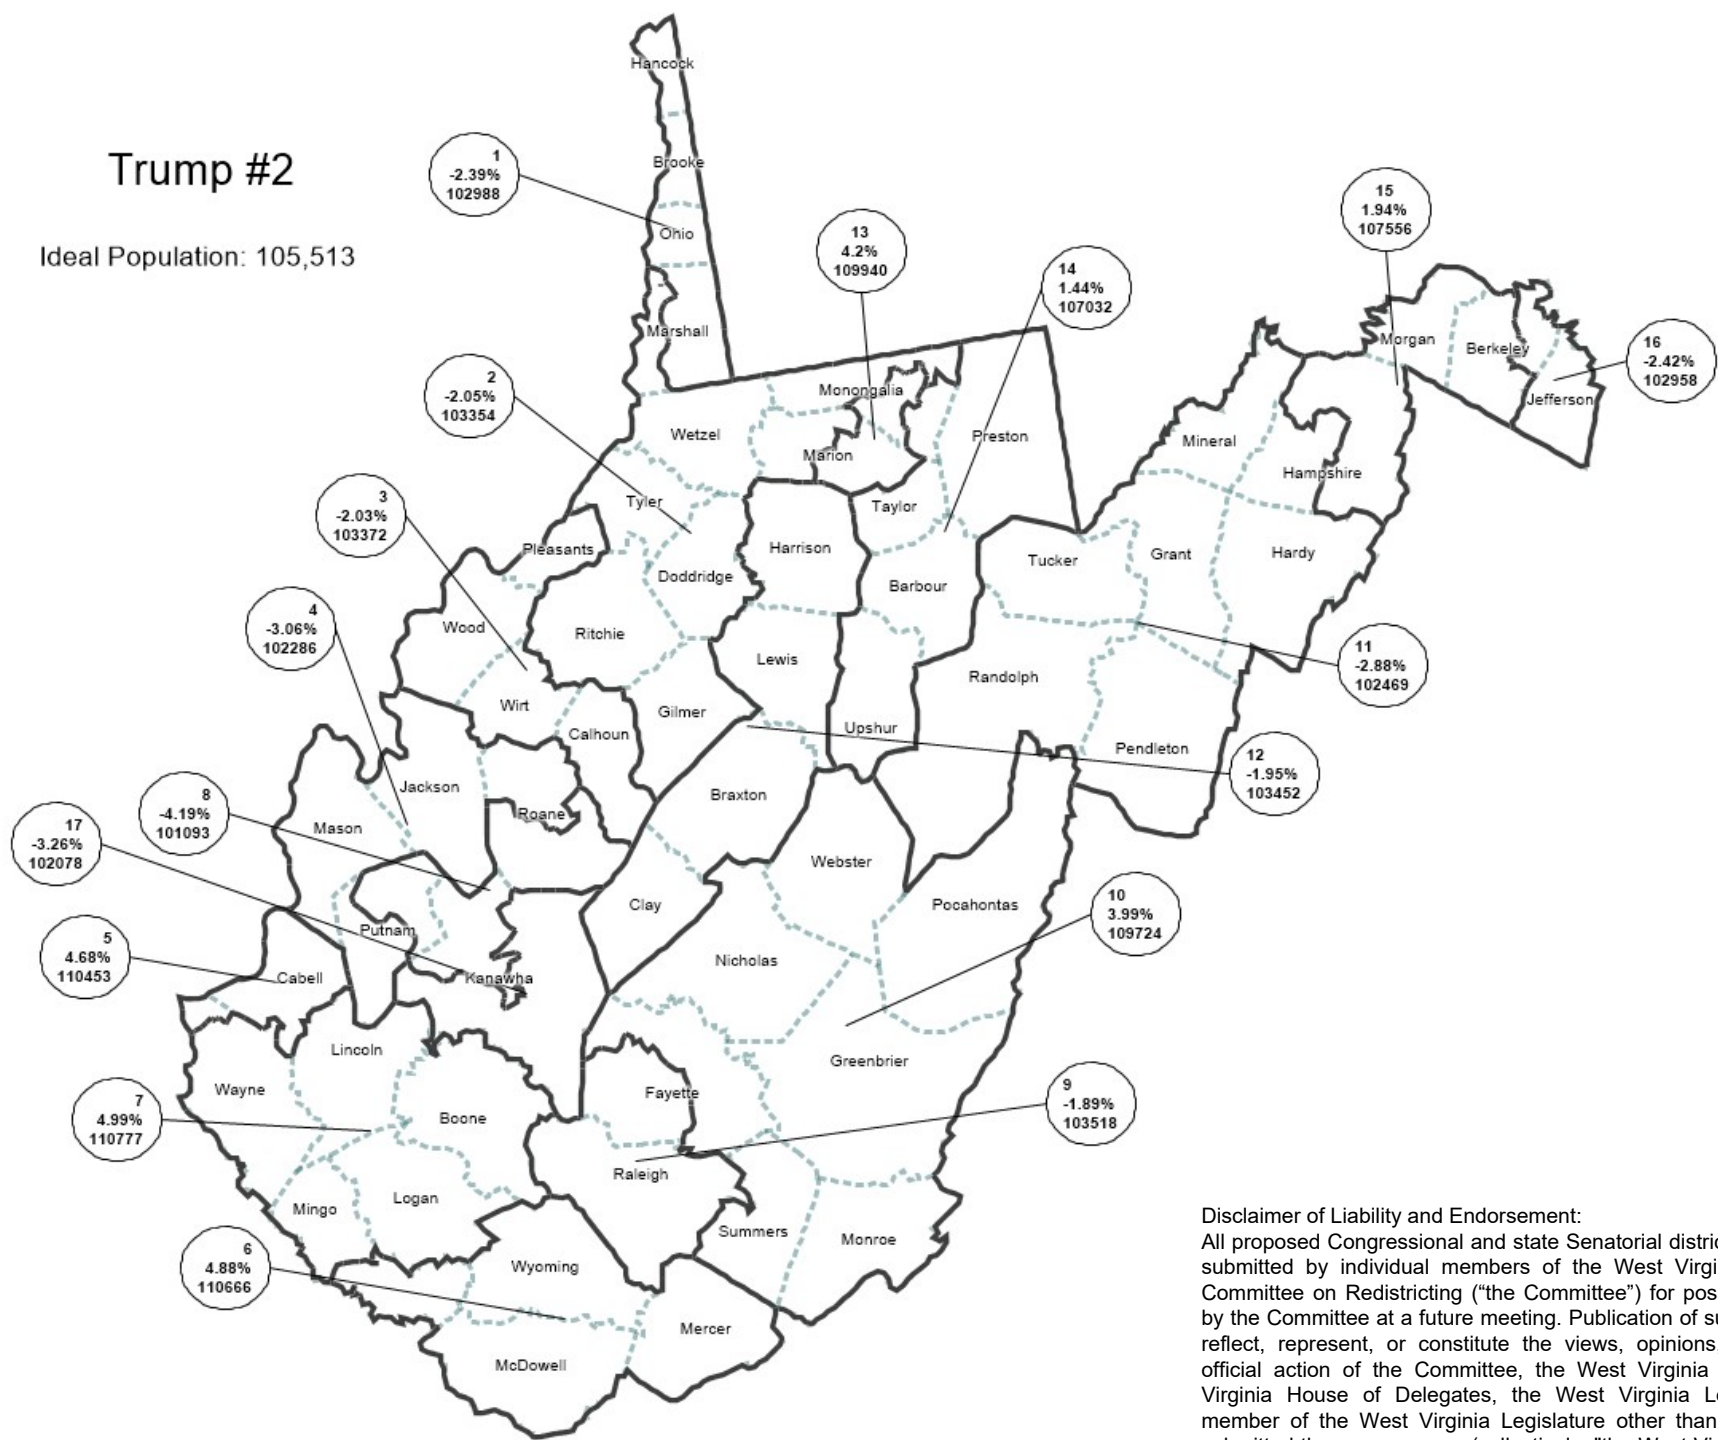 Trump #2
Ideal Population: 105,513
1
-2.39%
102988
2
-2.05%
103354
3
-2.03%
103372
4
-3.06%
102286
8
-4.19%
101093
17
-3.26%
102078
5
4.68%
110453
7
4.99%
110777
6
4.88%
110666
13
4.2%
109940
14
1.44%
107032
15
1.94%
107556
16
-2.42%
102958
11
-2.88%
102469
12
-1.95%
103452
10
3.99%
109724
9
-1.89%
103518
Hancock
Brooke
Ohio
Marshall
Wetzel
Monongalia
Marion
Preston
Tyler
Taylor
Pleasants
Harrison
Doddridge
Barbour
Tucker
Grant
Hardy
Mineral
Hampshire
Morgan
Berkeley
Jefferson
Wood
Ritchie
Lewis
Randolph
Wirt
Gilmer
Calhoun
Upshur
Pendleton
Jackson
Roane
Braxton
Mason
Webster
Clay
Pocahontas
Putnam
Nicholas
Cabell
Kanawha
Lincoln
Greenbrier
Wayne
Fayette
Boone
Raleigh
Logan
Mingo
Summers
Monroe
Wyoming
Mercer
McDowell
Disclaimer of Liability and Endorsement:
All proposed Congressional and state Senatorial distric
submitted by individual members of the West Virgi
Committee on Redistricting (“the Committee”) for pos
by the Committee at a future meeting. Publication of su
reflect, represent, or constitute the views, opinions,
official action of the Committee, the West Virginia
Virginia House of Delegates, the West Virginia Le
member of the West Virginia Legislature other than